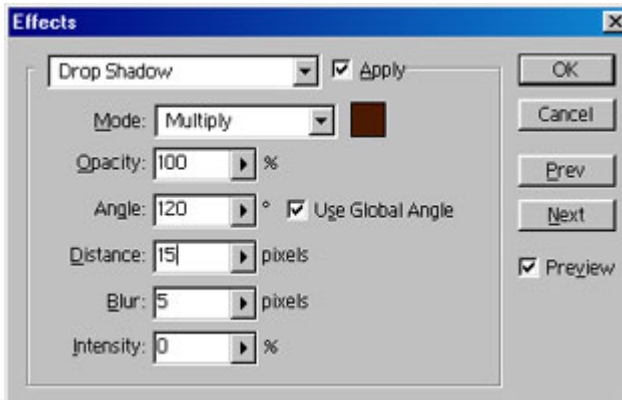 Effects
Drop Shadow
Apply
OK
Mode: Multiply
Cancel
Opacity: 100 %
Prev
Angle: 120 ° Use Global Angle
Next
Distance: 15 pixels
Preview
Blur: 5 pixels
Intensity: 0 %